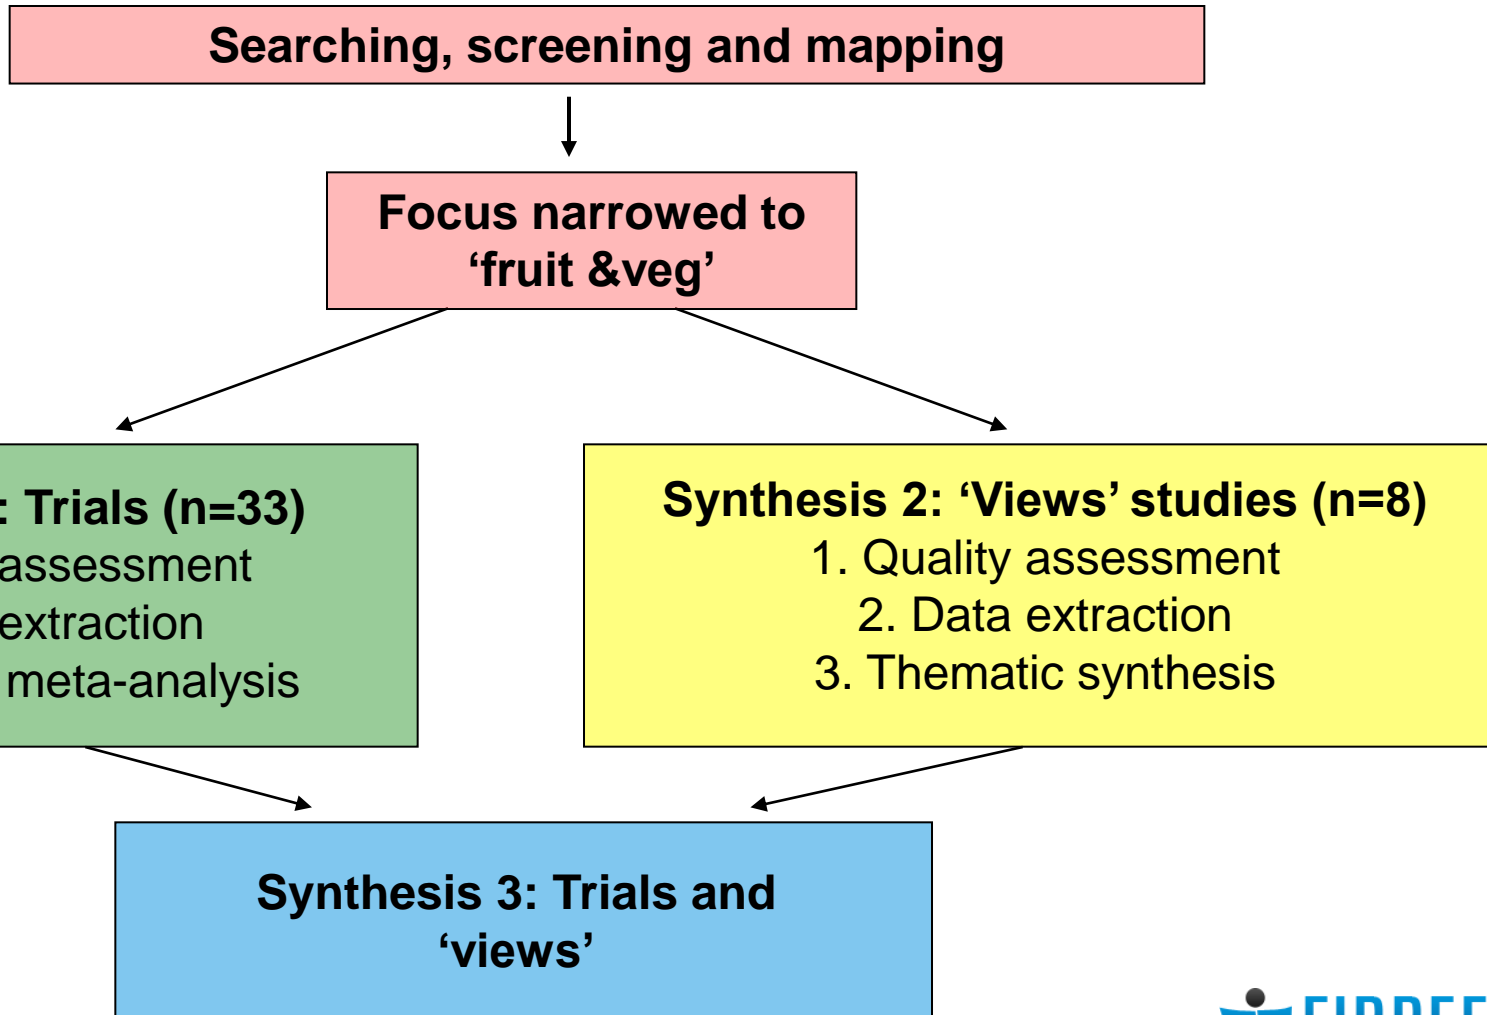 Searching, screening and mapping
Focus narrowed to
‘fruit &veg’
: Trials (n=33)
assessment
extraction
meta-analysis
Synthesis 2: ‘Views’ studies (n=8)
1. Quality assessment
2. Data extraction
3. Thematic synthesis
Synthesis 3: Trials and
‘views’